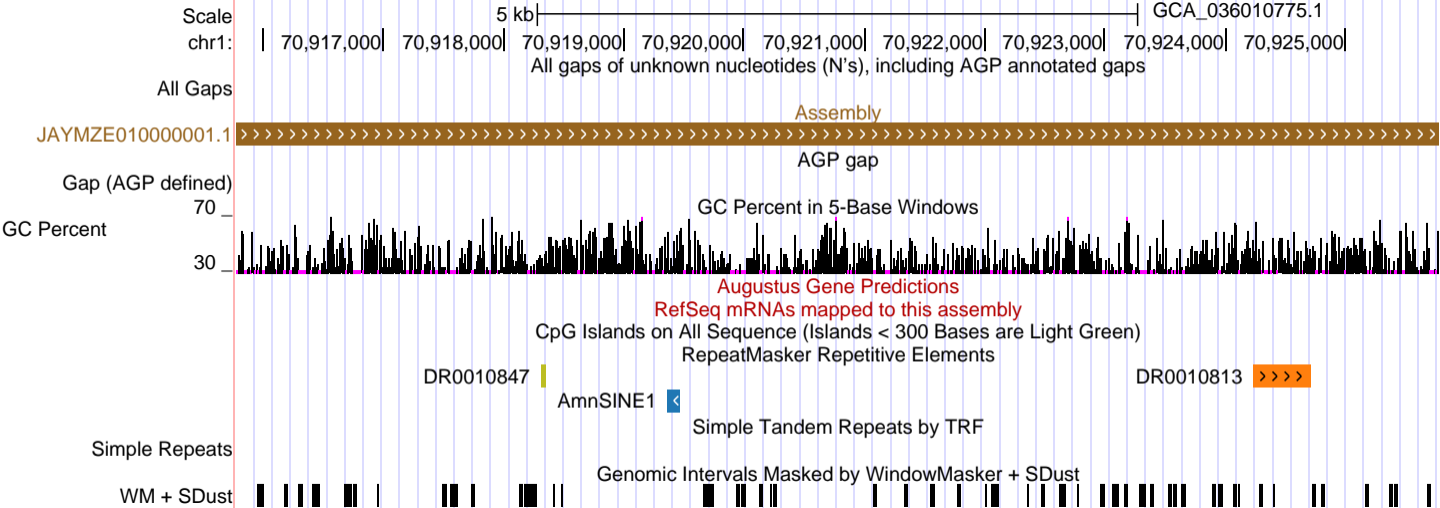 Scale 5 kb GCA_036010775.1
chr1: 70,917,000 70,918,000 70,919,000 70,920,000 70,921,000 70,922,000 70,923,000 70,924,000 70,925,000
All gaps of unknown nucleotides (N's), including AGP annotated gaps
All Gaps
Assembly
JAYMZE010000001.1
AGP gap
Gap (AGP defined)
GC Percent in 5-Base Windows
70
GC Percent
30
Augustus Gene Predictions
RefSeq mRNAs mapped to this assembly
CpG Islands on All Sequence (Islands < 300 Bases are Light Green)
RepeatMasker Repetitive Elements
DR0010847 DR0010813
AmnSINE1
Simple Tandem Repeats by TRF
Simple Repeats
Genomic Intervals Masked by WindowMasker + SDust
WM + SDust